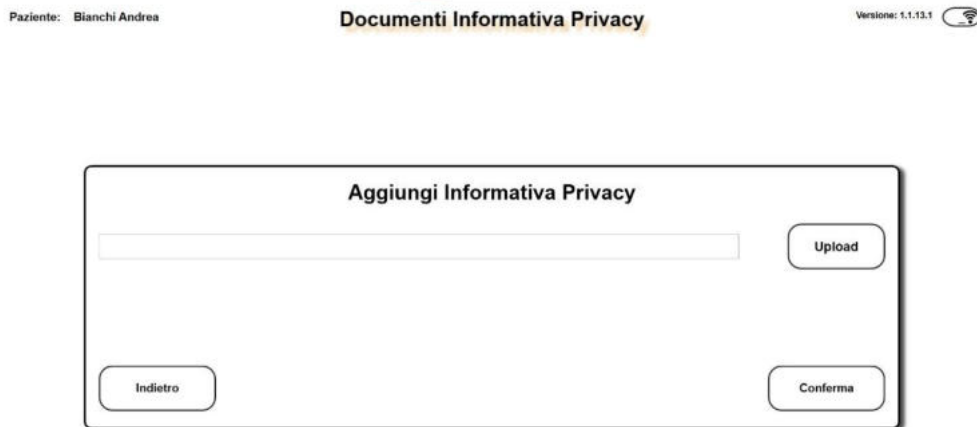 Paziente: Bianchi Andrea
Documenti Informativa Privacy
Versione: 1.1.13.1
Aggiungi Informativa Privacy
Upload
Indietro
Conferma